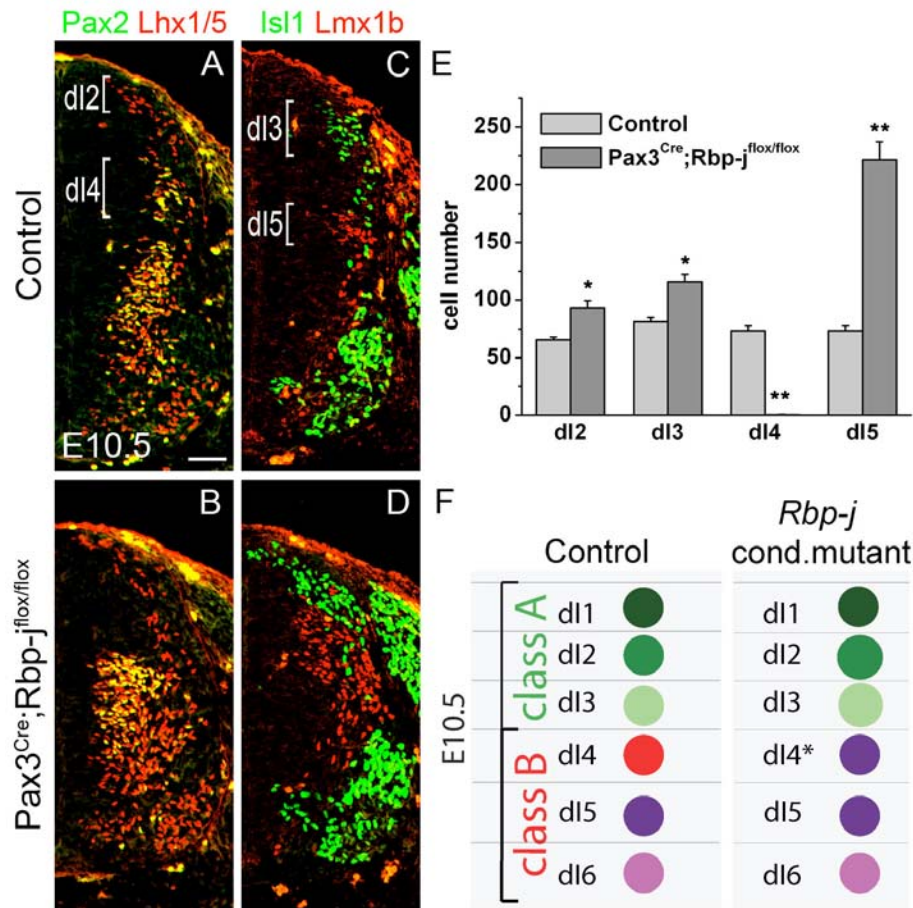 Pax2 Lhx1/5
Isl1 Lmx1b
A
dI2
dI4
E10.5
C
dI3
dI5
Control
B
D
Pax3Cre;Rbp-jflox/flox
E
Control
Pax3Cre;Rbp-jflox/flox
cell number
250
200
150
100
50
0
*
*
**
**
dI2
dI3
dI4
dI5
F
Control
Rbp-j
cond.mutant
E10.5
class A
class B
dI1
dI2
dI3
dI4
dI5
dI6
dI1
dI2
dI3
dI4*
dI5
dI6